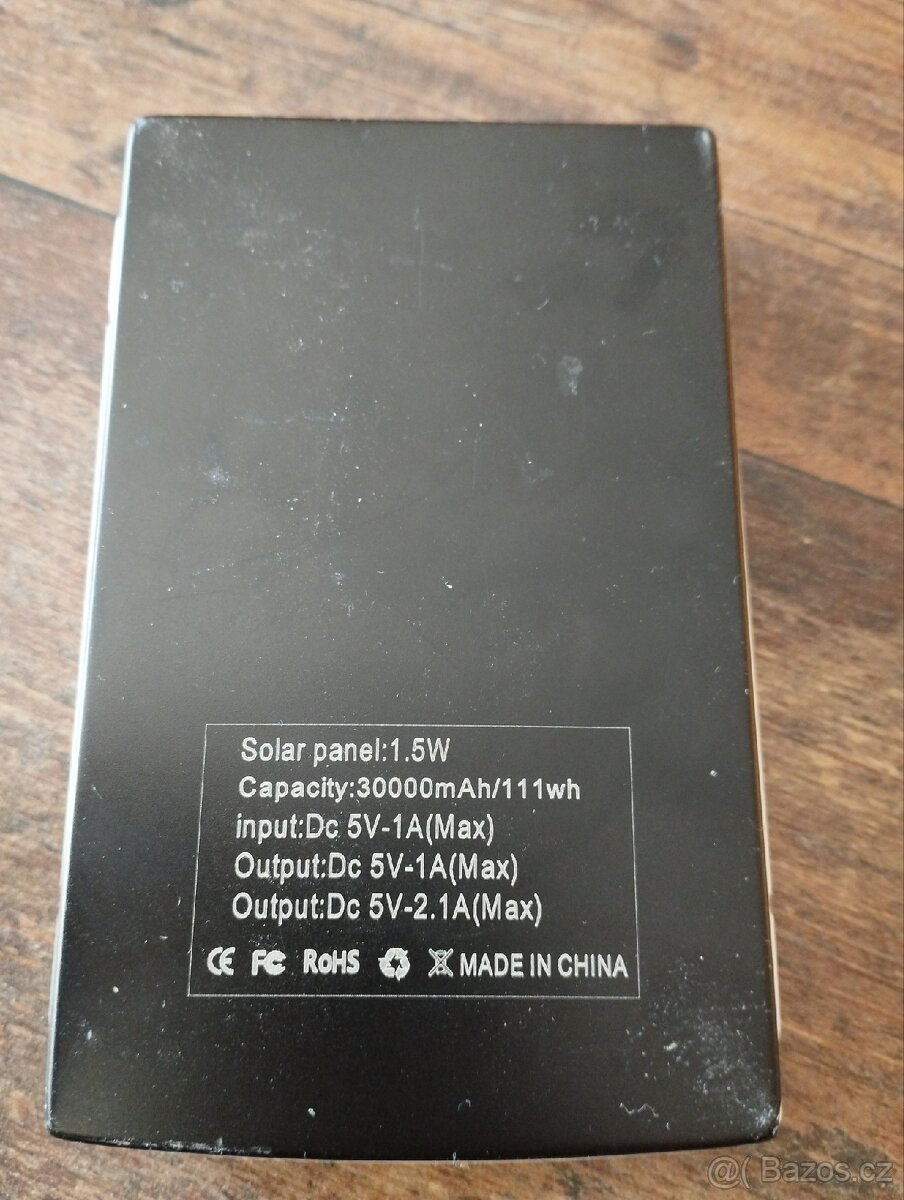 Solar panel:1.5W
Capacity:30000mAh/111wh
input:Dc 5V-1A(Max)
Output:Dc 5V-1A(Max)
Output:Dc 5V-2.1A(Max)
CE FC RoHS MADE IN CHINA
@( Bazos.cz